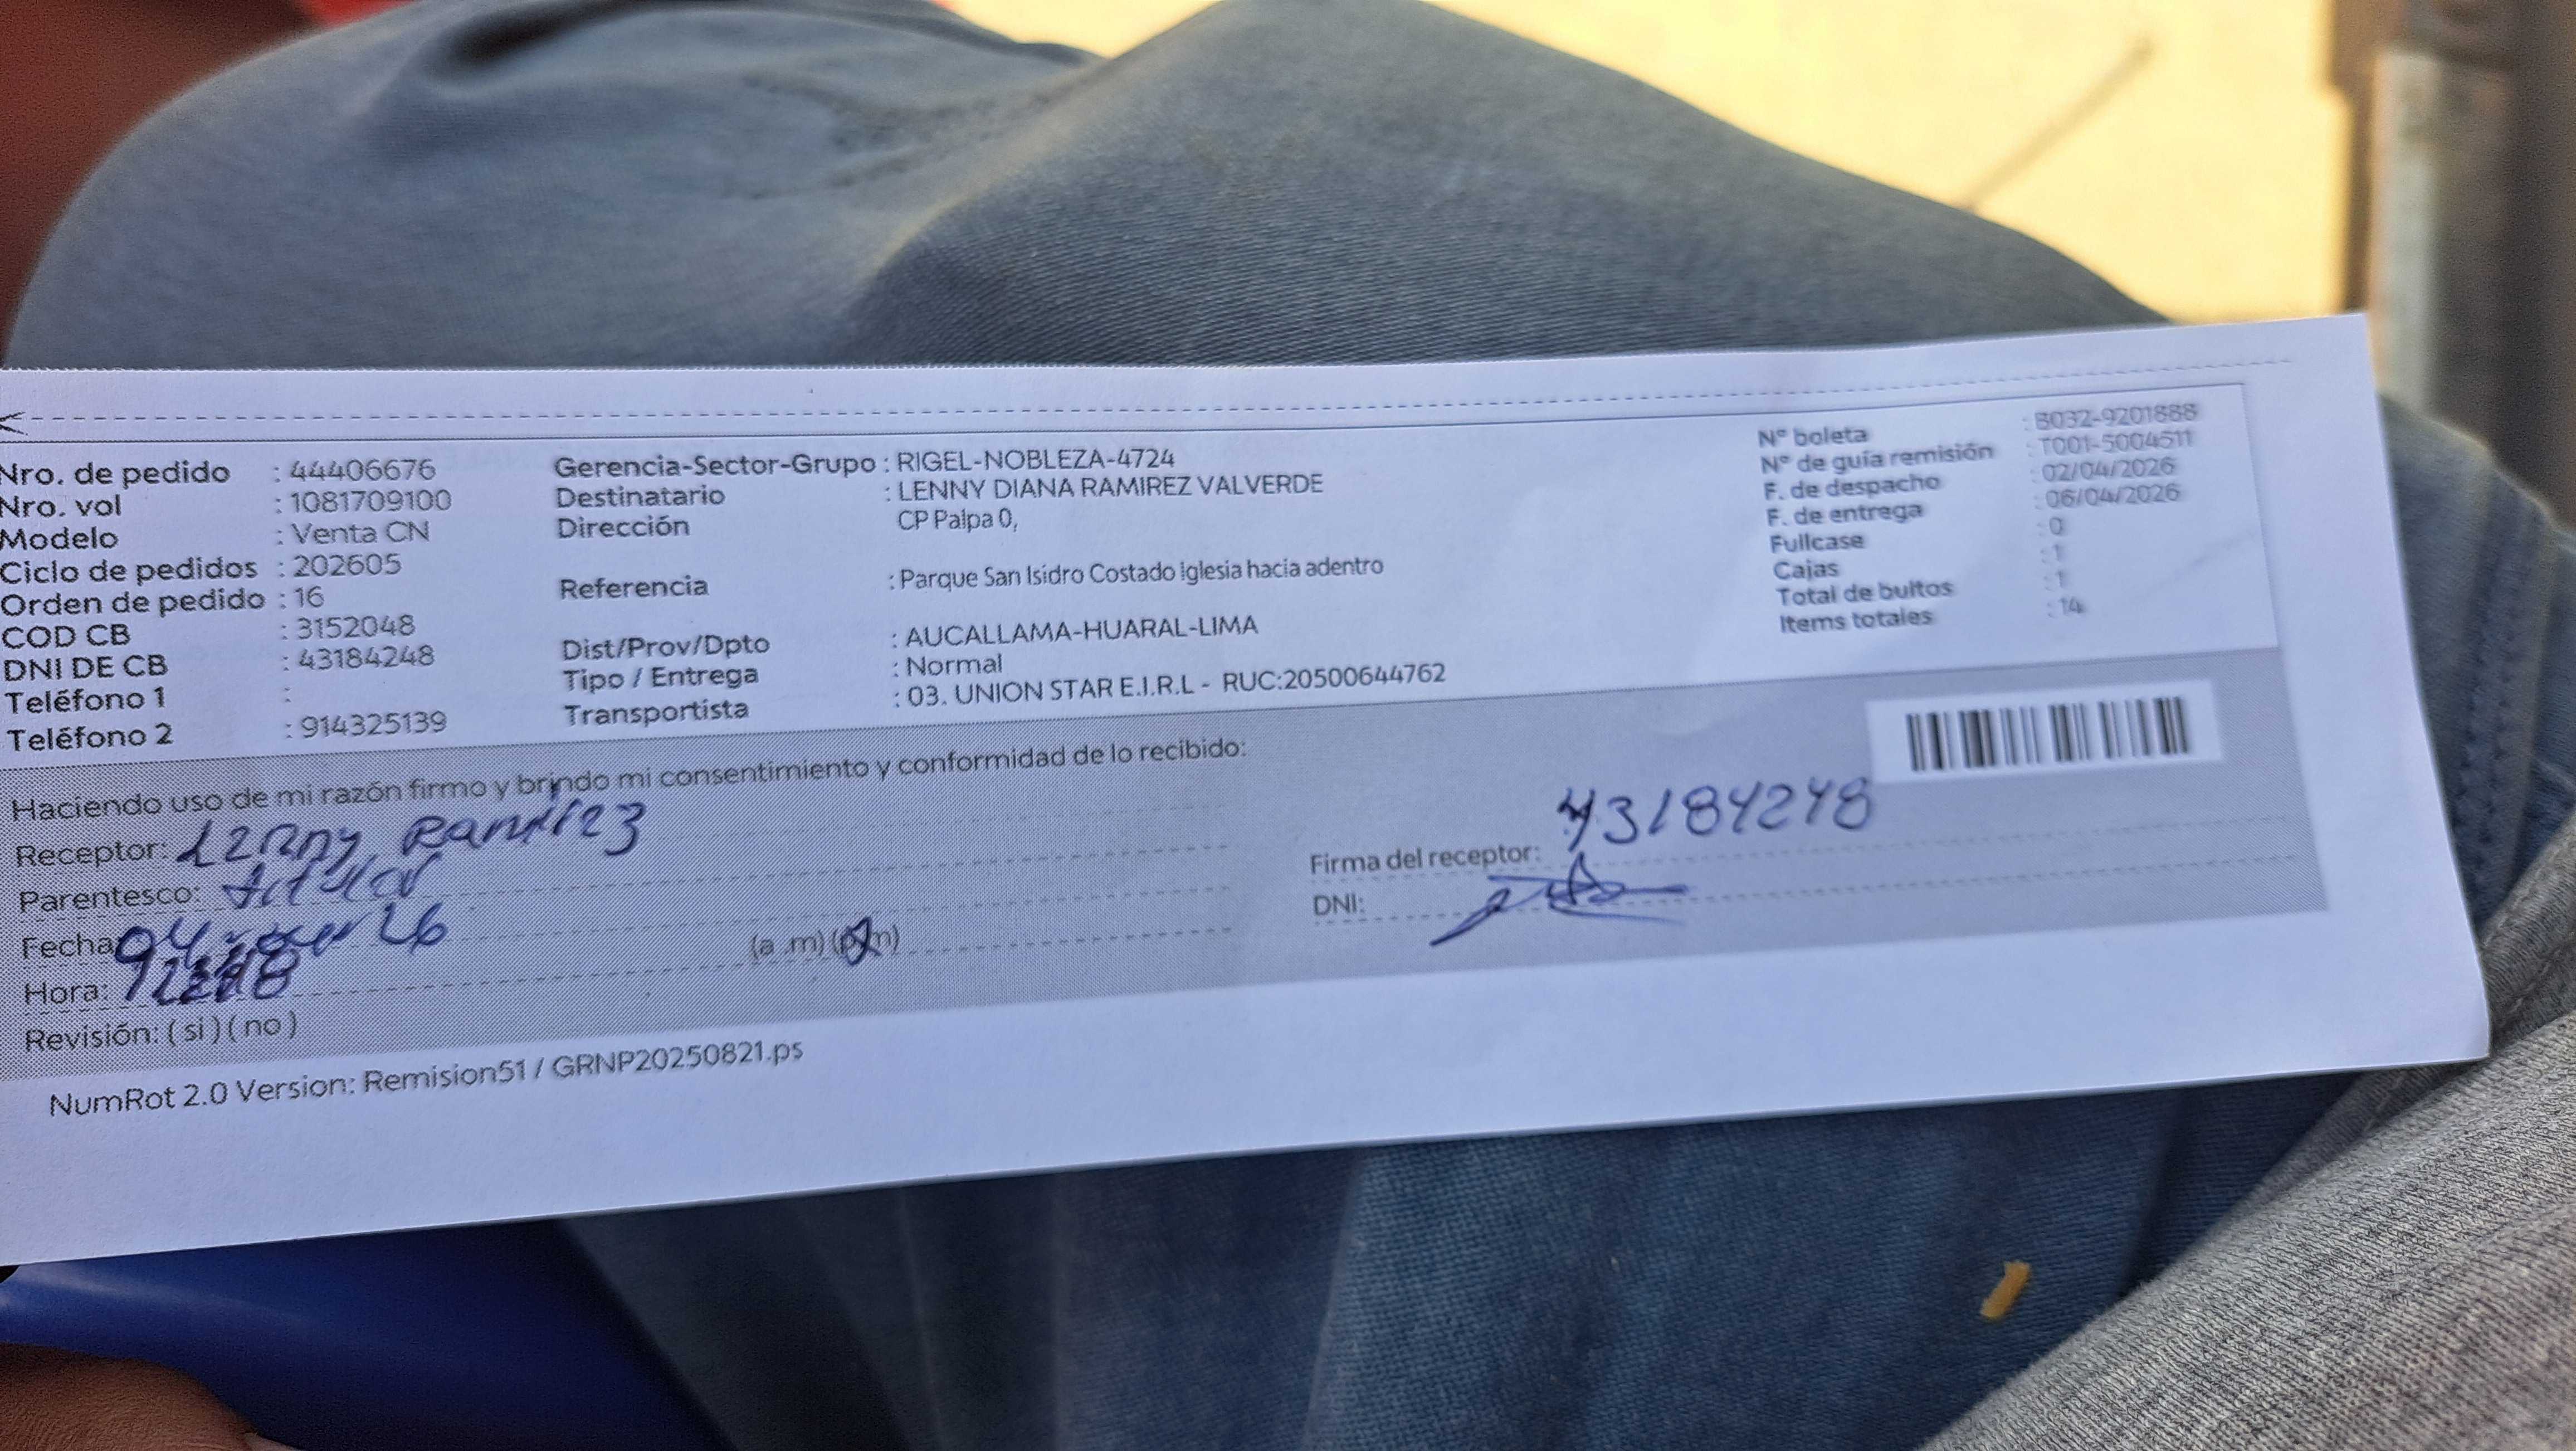 Nro. de pedido : 44406676
Nro. vol : 1081709100
Modelo : Venta CN
Ciclo de pedidos : 202605
Orden de pedido : 16
COD CB : 3152048
DNI DE CB : 43184248
Teléfono 1 :
Teléfono 2 : 914325139
Gerencia-Sector-Grupo : RIGEL-NOBLEZA-4724
Destinatario : LENNY DIANA RAMIREZ VALVERDE
Dirección CP Palpa 0,
Referencia : Parque San Isidro Costado Iglesia hacia adentro
Dist/Prov/Dpto : AUCALLAMA-HUARAL-LIMA
Tipo / Entrega : Normal
Transportista : 03. UNION STAR E.I.R.L - RUC:20500644762
N° boleta : B032-9201888
N° de guía remisión : T001-5004511
F. de despacho : 02/04/2026
F. de entrega : 06/04/2026
Fullcase : 0
Cajas : 1
Total de bultos : 1
Items totales : 14
Haciendo uso de mi razón firmo y brindo mi consentimiento y conformidad de lo recibido:
Receptor: Lenny Ramirez
Parentesco: titular
Fecha: 04 26
Hora: (a .m) (p.m)
Revisión: ( si ) ( no )
43184248
Firma del receptor:
DNI:
NumRot 2.0 Version: Remision51 / GRNP20250821.ps